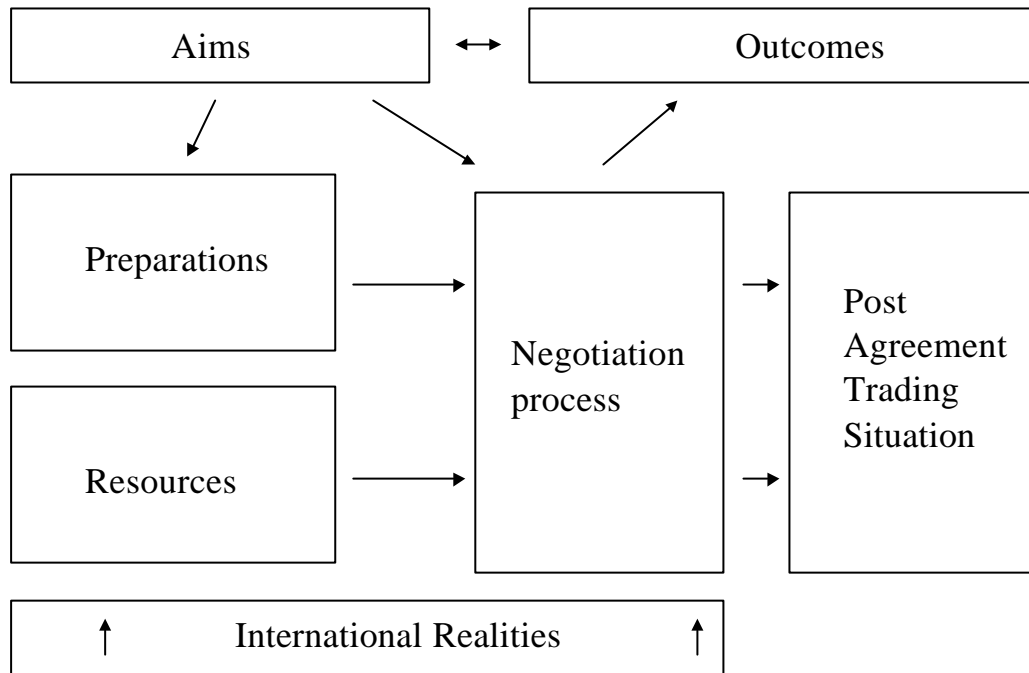 Aims
Outcomes
Preparations
Negotiation
process
Post
Agreement
Trading
Situation
Resources
International Realities